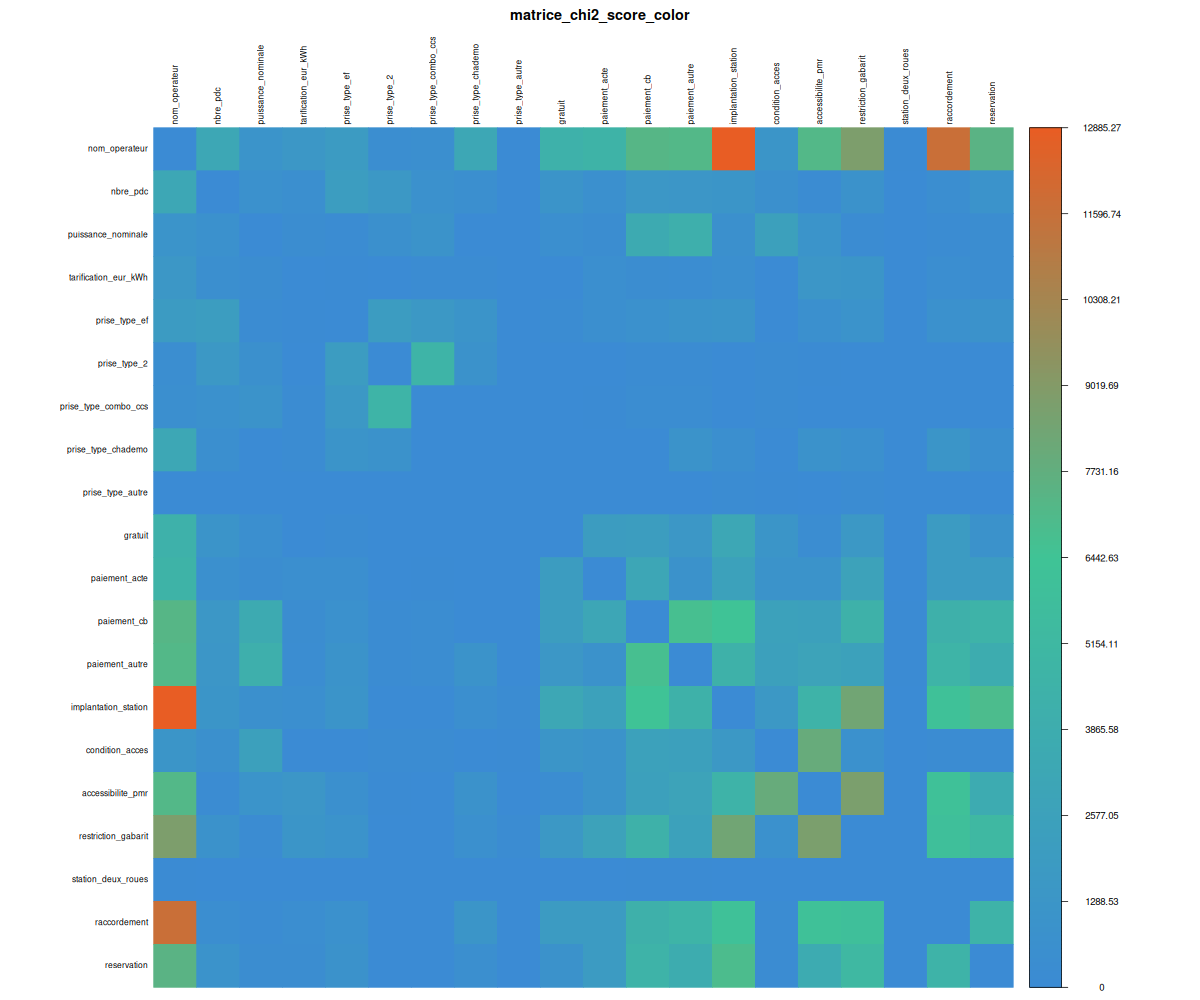 matrice_chi2_score_color
nom_operateur
nbre_pdc
puissance_nominale
tarification_eur_kWh
prise_type_ef
prise_type_2
prise_type_combo_ccs
prise_type_chademo
prise_type_autre
gratuit
paiement_acte
paiement_cb
paiement_autre
implantation_station
condition_acces
accessibilite_pmr
restriction_gabarit
station_deux_roues
raccordement
reservation
nom_operateur
nbre_pdc
puissance_nominale
tarification_eur_kWh
prise_type_ef
prise_type_2
prise_type_combo_ccs
prise_type_chademo
prise_type_autre
gratuit
paiement_acte
paiement_cb
paiement_autre
implantation_station
condition_acces
accessibilite_pmr
restriction_gabarit
station_deux_roues
raccordement
reservation
12885.27
11596.74
10308.21
9019.69
7731.16
6442.63
5154.11
3865.58
2577.05
1288.53
0